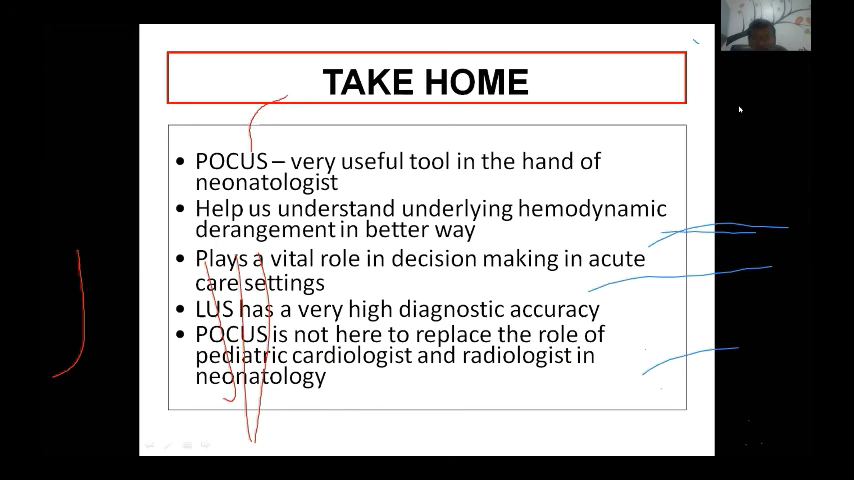 TAKE HOME
• POCUS – very useful tool in the hand of
neonatologist
• Help us understand underlying hemodynamic
derangement in better way
• Plays a vital role in decision making in acute
care settings
• LUS has a very high diagnostic accuracy
• POCUS is not here to replace the role of
pediatric cardiologist and radiologist in
neonatology